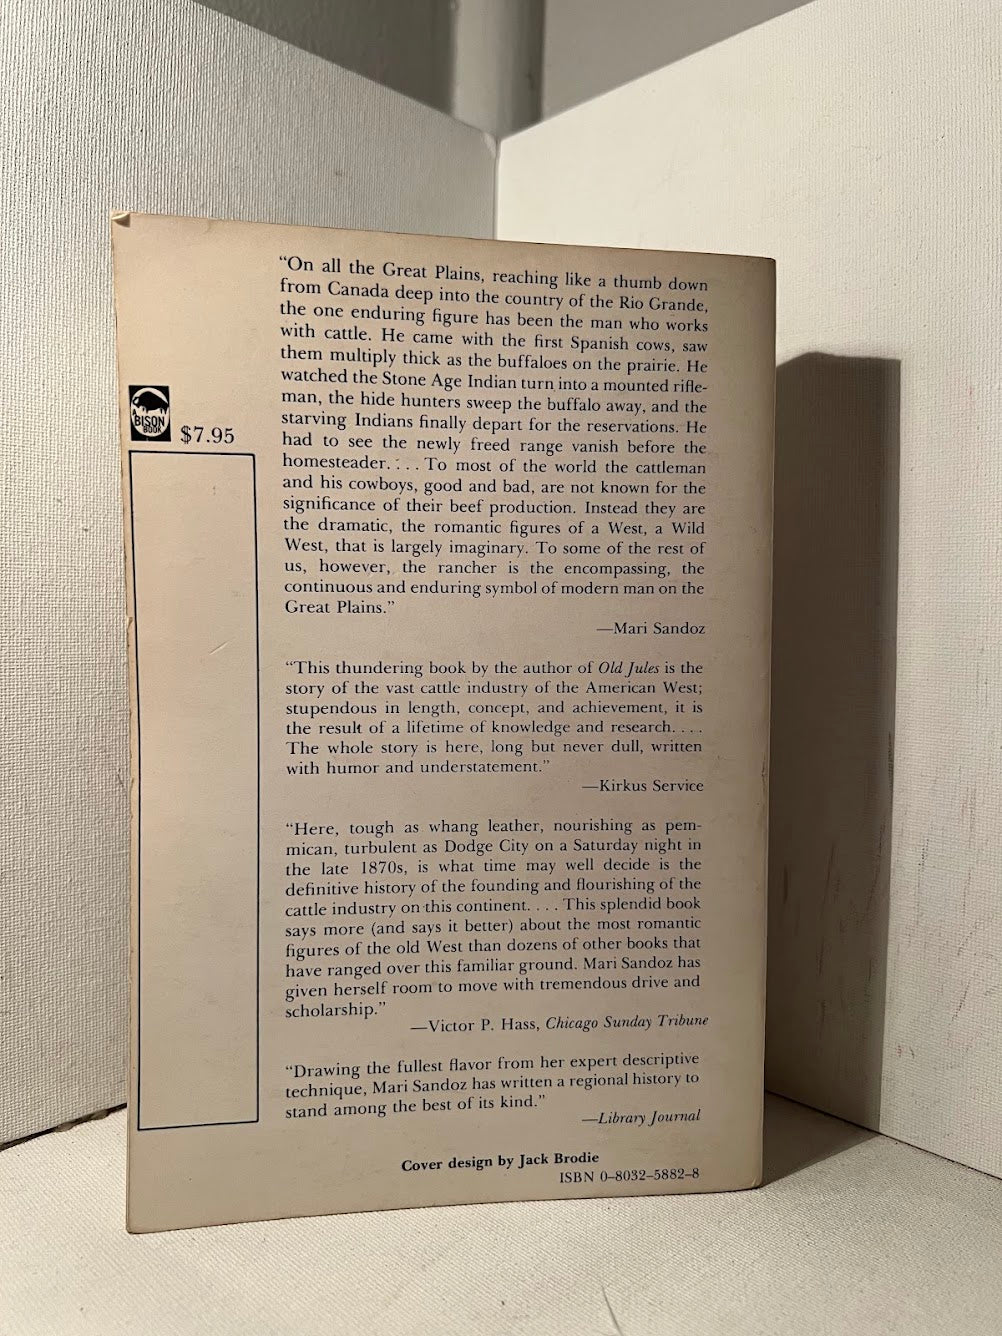 A
BISON
BOOK
$7.95
“On all the Great Plains, reaching like a thumb down
from Canada deep into the country of the Rio Grande,
the one enduring figure has been the man who works
with cattle. He came with the first Spanish cows, saw
them multiply thick as the buffaloes on the prairie. He
watched the Stone Age Indian turn into a mounted rifle-
man, the hide hunters sweep the buffalo away, and the
starving Indians finally depart for the reservations. He
had to see the newly freed range vanish before the
homesteader. . . . To most of the world the cattleman
and his cowboys, good and bad, are not known for the
significance of their beef production. Instead they are
the dramatic, the romantic figures of a West, a Wild
West, that is largely imaginary. To some of the rest of
us, however, the rancher is the encompassing, the
continuous and enduring symbol of modern man on the
Great Plains.”
—Mari Sandoz
“This thundering book by the author of Old Jules is the
story of the vast cattle industry of the American West;
stupendous in length, concept, and achievement, it is
the result of a lifetime of knowledge and research. . . .
The whole story is here, long but never dull, written
with humor and understatement.”
—Kirkus Service
“Here, tough as whang leather, nourishing as pem-
mican, turbulent as Dodge City on a Saturday night in
the late 1870s, is what time may well decide is the
definitive history of the founding and flourishing of the
cattle industry on this continent. . . . This splendid book
says more (and says it better) about the most romantic
figures of the old West than dozens of other books that
have ranged over this familiar ground. Mari Sandoz has
given herself room to move with tremendous drive and
scholarship.”
—Victor P. Hass, Chicago Sunday Tribune
“Drawing the fullest flavor from her expert descriptive
technique, Mari Sandoz has written a regional history to
stand among the best of its kind.”
—Library Journal
Cover design by Jack Brodie
ISBN 0–8032–5882–8